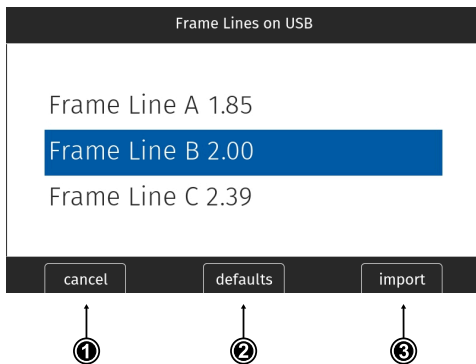 Frame Lines on USB
Frame Line A 1.85
Frame Line B 2.00
Frame Line C 2.39
cancel defaults import
1 2 3